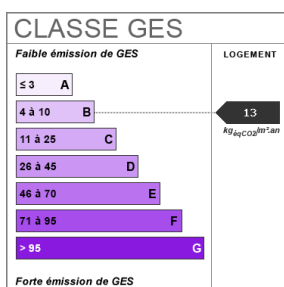 CLASSE GES
Faible émission de GES
LOGEMENT
≤ 3 A
4 à 10 B
13
kgéqCO2/m².an
11 à 25 C
26 à 45 D
46 à 70 E
71 à 95 F
> 95 G
Forte émission de GES